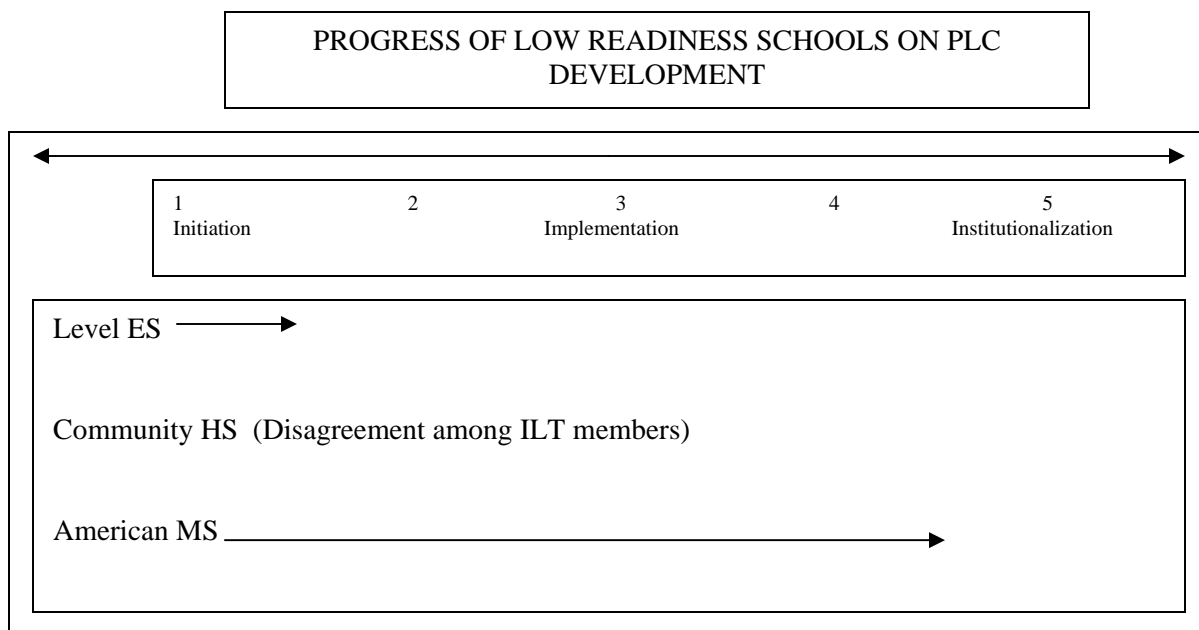 PROGRESS OF LOW READINESS SCHOOLS ON PLC
DEVELOPMENT
1 2 3 4 5
Initiation Implementation Institutionalization
Level ES
Community HS (Disagreement among ILT members)
American MS